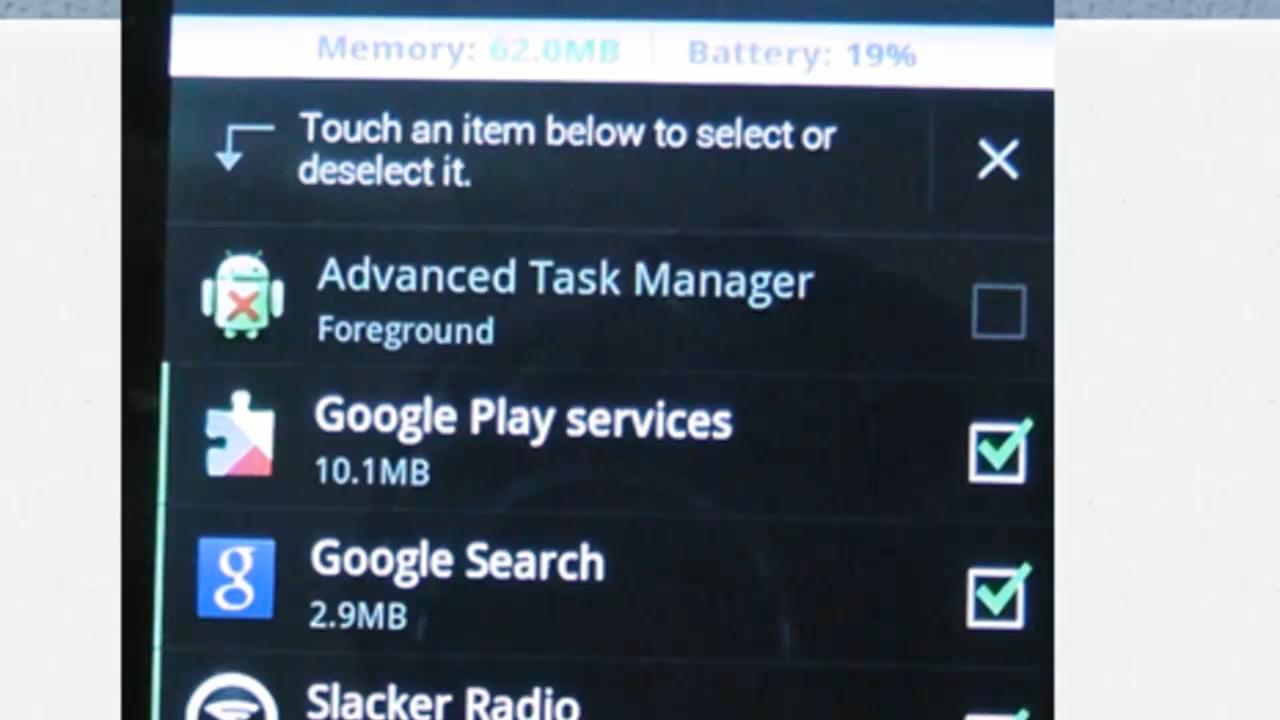 Memory: 62.0MB Battery: 19%
Touch an item below to select or
deselect it.
Advanced Task Manager
Foreground
Google Play services
10.1MB
g
Google Search
2.9MB
Slacker Radio